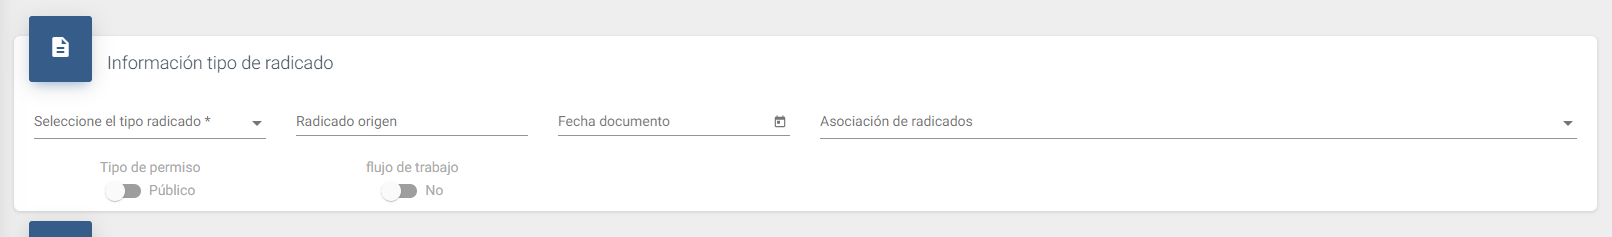 Información tipo de radicado
Seleccione el tipo radicado *
Radicado origen
Fecha documento
Asociación de radicados
Tipo de permiso
flujo de trabajo
Público
No